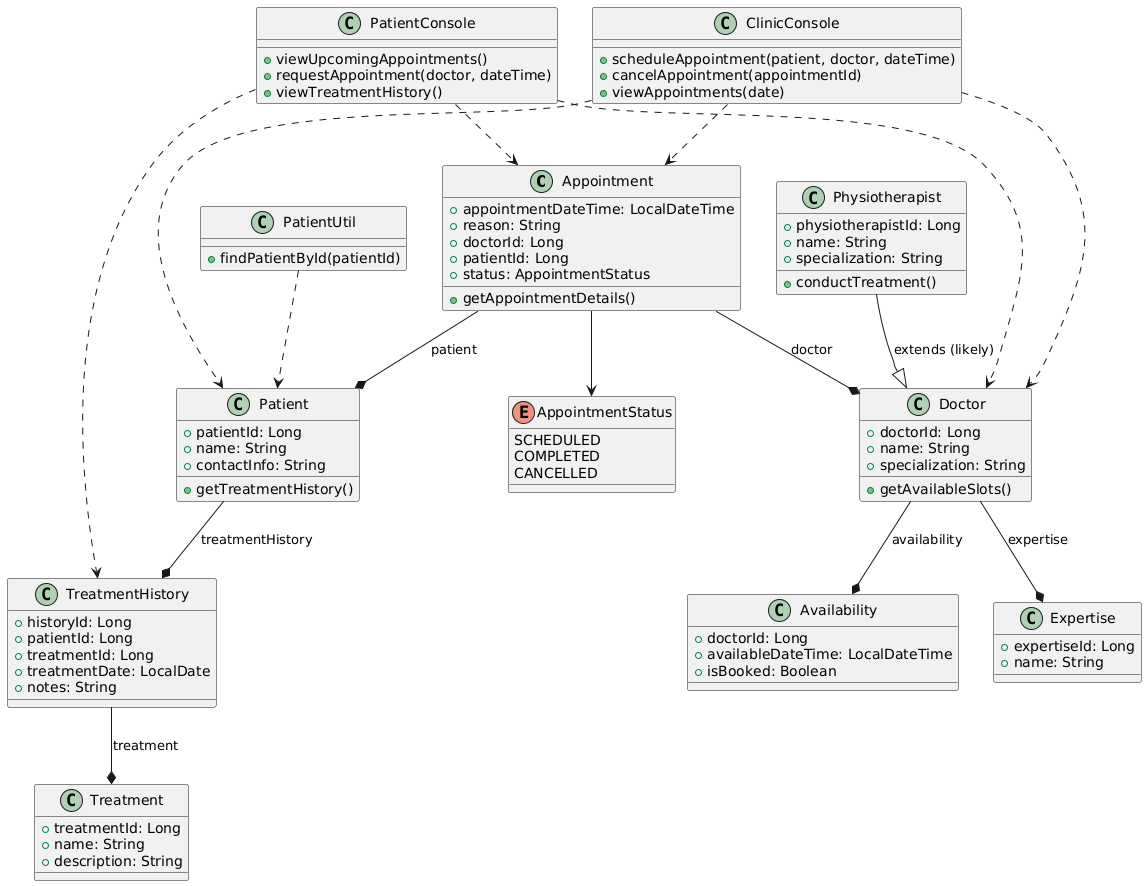 C PatientConsole
viewUpcomingAppointments()
requestAppointment(doctor, dateTime)
viewTreatmentHistory()
C ClinicConsole
scheduleAppointment(patient, doctor, dateTime)
cancelAppointment(appointmentId)
viewAppointments(date)
C PatientUtil
findPatientById(patientId)
C Appointment
appointmentDateTime: LocalDateTime
reason: String
doctorId: Long
patientId: Long
status: AppointmentStatus
getAppointmentDetails()
C Physiotherapist
physiotherapistId: Long
name: String
specialization: String
conductTreatment()
patient
doctor
extends (likely)
C Patient
patientId: Long
name: String
contactInfo: String
getTreatmentHistory()
E AppointmentStatus
SCHEDULED
COMPLETED
CANCELLED
C Doctor
doctorId: Long
name: String
specialization: String
getAvailableSlots()
treatmentHistory
availability
expertise
C TreatmentHistory
historyId: Long
patientId: Long
treatmentId: Long
treatmentDate: LocalDate
notes: String
C Availability
doctorId: Long
availableDateTime: LocalDateTime
isBooked: Boolean
C Expertise
expertiseId: Long
name: String
treatment
C Treatment
treatmentId: Long
name: String
description: String